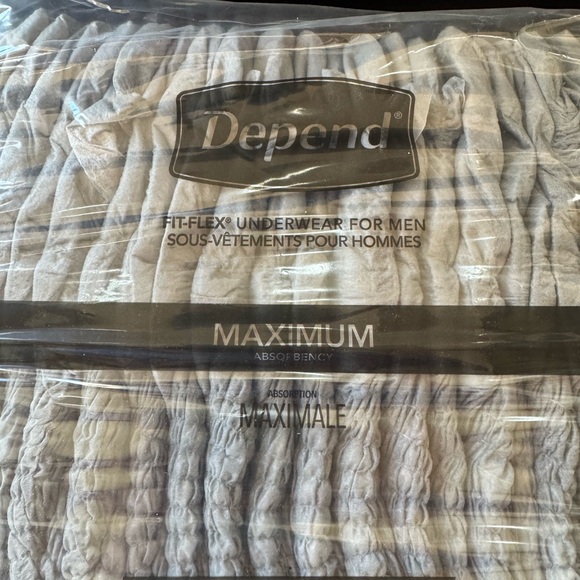 Depend®
FIT-FLEX® UNDERWEAR FOR MEN
SOUS-VÊTEMENTS POUR HOMMES
MAXIMUM
ABSORBENCY
ABSORPTION
MAXIMALE